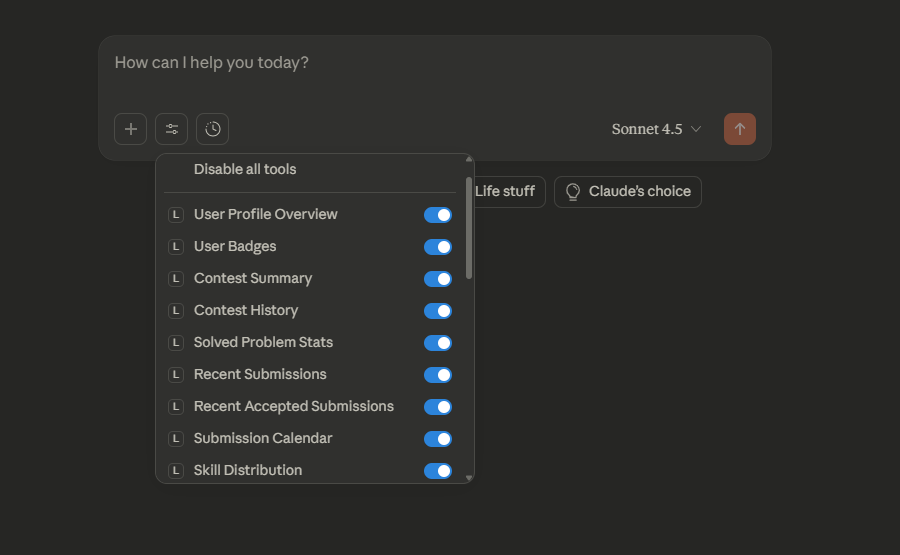 How can I help you today?
Sonnet 4.5
Disable all tools
Life stuff
Claude's choice
L User Profile Overview
L User Badges
L Contest Summary
L Contest History
L Solved Problem Stats
L Recent Submissions
L Recent Accepted Submissions
L Submission Calendar
L Skill Distribution